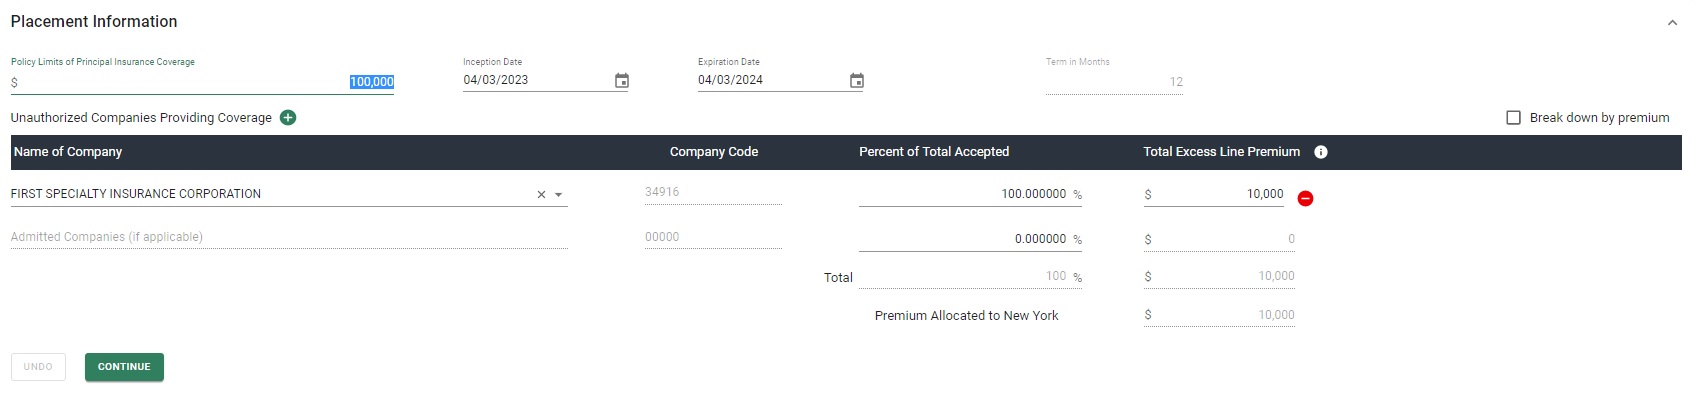 Placement Information
Policy Limits of Principal Insurance Coverage Inception Date Expiration Date Term in Months
$ 100,000 04/03/2023 04/03/2024 12
Unauthorized Companies Providing Coverage Break down by premium
Name of Company Company Code Percent of Total Accepted Total Excess Line Premium
FIRST SPECIALTY INSURANCE CORPORATION 34916 100.000000 % $ 10,000
Admitted Companies (if applicable) 00000 0.000000 % $ 0
Total 100 % $ 10,000
Premium Allocated to New York $ 10,000
UNDO CONTINUE